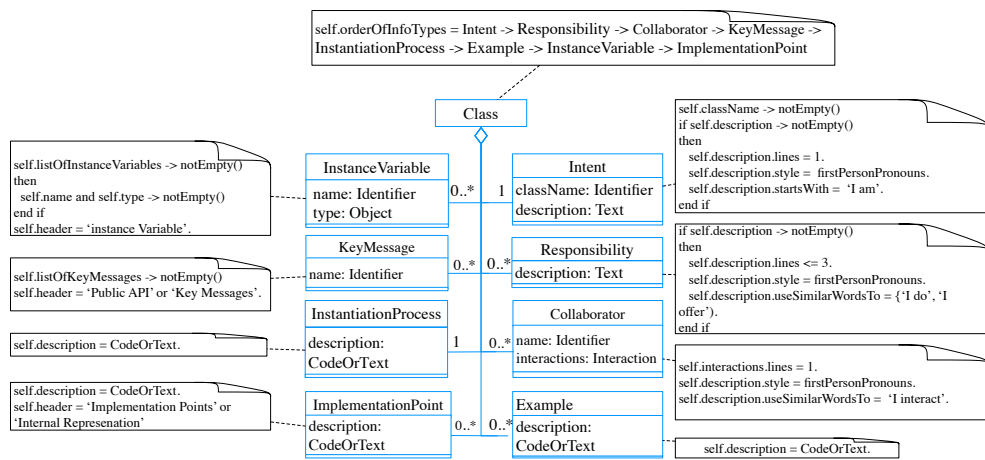 self.orderOfInfoTypes = Intent -> Responsibility -> Collaborator -> KeyMessage ->
InstantiationProcess -> Example -> InstanceVariable -> ImplementationPoint
Class
self.listOfInstanceVariables -> notEmpty()
then
self.name and self.type -> notEmpty()
end if
self.header = ‘instance Variable’.
InstanceVariable
name: Identifier
type: Object
0..*
1
Intent
className: Identifier
description: Text
self.className -> notEmpty()
if self.description -> notEmpty()
then
self.description.lines = 1.
self.description.style = firstPersonPronouns.
self.description.startsWith = ‘I am’.
end if
self.listOfKeyMessages -> notEmpty()
self.header = ‘Public API’ or ‘Key Messages’.
KeyMessage
name: Identifier
0..*
0..*
Responsibility
description: Text
if self.description -> notEmpty()
then
self.description.lines <= 3.
self.description.style = firstPersonPronouns.
self.description.useSimilarWordsTo = {‘I do’, ‘I
offer’).
end if
self.description = CodeOrText.
InstantiationProcess
description:
CodeOrText
1
0..*
Collaborator
name: Identifier
interactions: Interaction
self.interactions.lines = 1.
self.description.style = firstPersonPronouns.
self.description.useSimilarWordsTo = ‘I interact’.
self.description = CodeOrText.
self.header = ‘Implementation Points’ or
‘Internal Represenation’
ImplementationPoint
description:
CodeOrText
0..*
0..*
Example
description:
CodeOrText
self.description = CodeOrText.